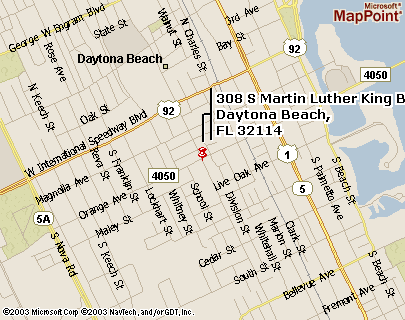 Microsoft®
MapPoint®
George W Engram Blvd
State St
Walnut St
N Charles St
3rd Ave
Bay St
92
Rose Ave
Daytona Beach
4050
N Keech St
Oak St
92
308 S Martin Luther King B
Daytona Beach,
FL 32114
W International Speedway Blvd
Reva St
S Franklin St
4050
1
Magnolia Ave
Live Oak Ave
5
S Palmetto Ave
S Beach St
Orange Ave
Lockhart St
Whitney St
School St
Division St
5A
Maley St
S Keech St
S Nova Rd
Cedar St
South St
Whitehall St
Marion St
Clark St
Bellevue Ave
Fremont Ave
S Beach St
©2003 Microsoft Corp ©2003 NavTech, and/or GDT, Inc.